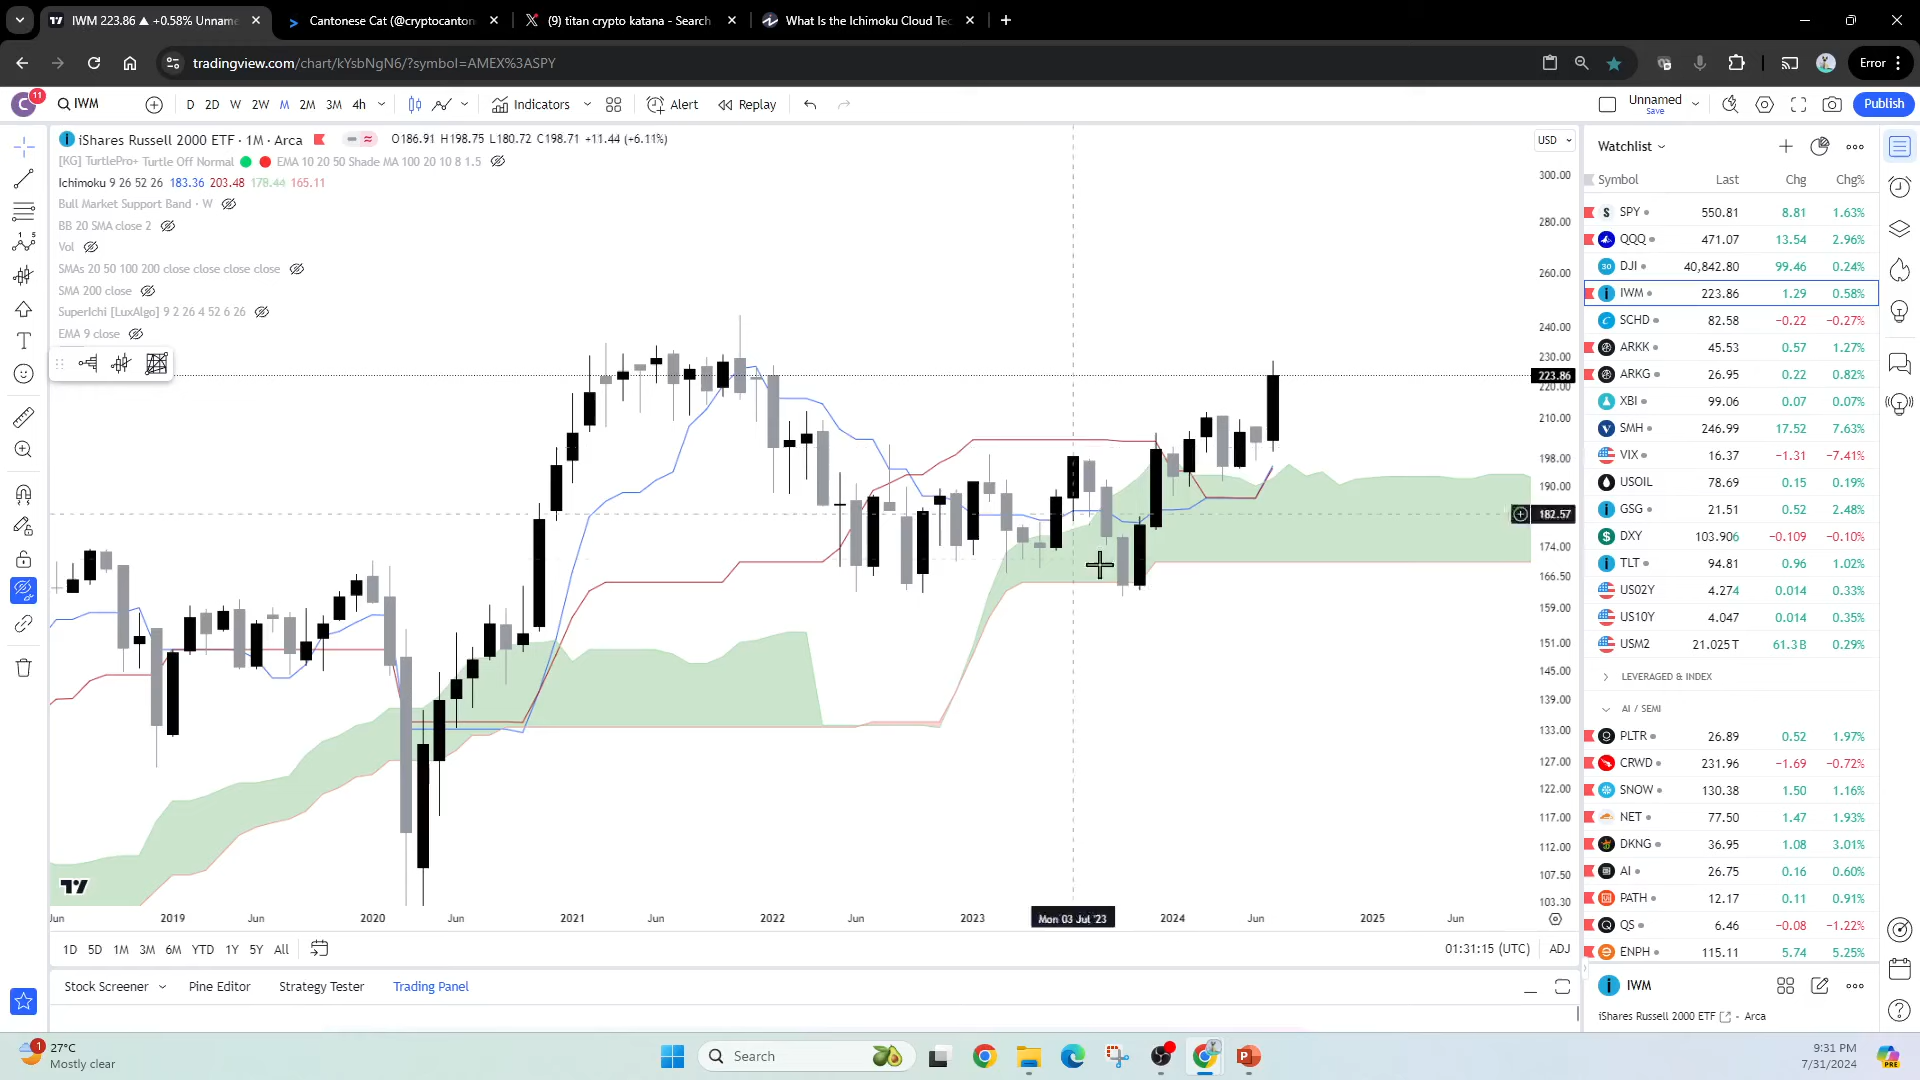 IWM 223.86 ▲ +0.58% Unname
Cantonese Cat (@cryptocanton
(9) titan crypto katana - Search
What Is the Ichimoku Cloud Tec
tradingview.com/chart/kYsbNgN6/?symbol=AMEX%3ASPY
Error
C 11
IWM
D 2D W 2W M 2M 3M 4h
Indicators
Alert
Replay
Unnamed
Save
Publish
iShares Russell 2000 ETF · 1M · Arca
O186.91 H198.75 L180.72 C198.71 +11.44 (+6.11%)
USD
[KG] TurtlePro+ Turtle Off Normal EMA 10 20 50 Shade MA 100 20 10 8 1.5
Ichimoku 9 26 52 26 183.36 203.48 178.44 165.11
Bull Market Support Band · W
BB 20 SMA close 2
Vol
SMAs 20 50 100 200 close close close close
SMA 200 close
SuperIchi [LuxAlgo] 9 2 26 4 52 6 26
EMA 9 close
300.00
280.00
260.00
240.00
230.00
223.86
220.00
210.00
198.00
190.00
182.57
174.00
166.50
159.00
151.00
145.00
139.00
133.00
127.00
122.00
117.00
112.00
107.50
103.30
Jun 2019 Jun 2020 Jun 2021 Jun 2022 Jun 2023 Mon 03 Jul '23 2024 Jun 2025 Jun
1D 5D 1M 3M 6M YTD 1Y 5Y All
01:31:15 (UTC) ADJ
Stock Screener
Pine Editor
Strategy Tester
Trading Panel
Watchlist
Symbol Last Chg Chg%
SPY 550.81 8.81 1.63%
QQQ 471.07 13.54 2.96%
DJI 40,842.80 99.46 0.24%
IWM 223.86 1.29 0.58%
SCHD 82.58 −0.22 −0.27%
ARKK 45.53 0.57 1.27%
ARKG 26.95 0.22 0.82%
XBI 99.06 0.07 0.07%
SMH 246.99 17.52 7.63%
VIX 16.37 −1.31 −7.41%
USOIL 78.69 0.15 0.19%
GSG 21.51 0.52 2.48%
DXY 103.906 −0.109 −0.10%
TLT 94.81 0.96 1.02%
US02Y 4.274 0.014 0.33%
US10Y 4.047 0.014 0.35%
USM2 21.025T 61.3B 0.29%
LEVERAGED & INDEX
AI / SEMI
PLTR 26.89 0.52 1.97%
CRWD 231.96 −1.69 −0.72%
SNOW 130.38 1.50 1.16%
NET 77.50 1.47 1.93%
DKNG 36.95 1.08 3.01%
AI 26.75 0.16 0.60%
PATH 12.17 0.11 0.91%
QS 6.46 −0.08 −1.22%
ENPH 115.11 5.74 5.25%
IWM
iShares Russell 2000 ETF · Arca
1
27°C
Mostly clear
Search
9:31 PM
7/31/2024